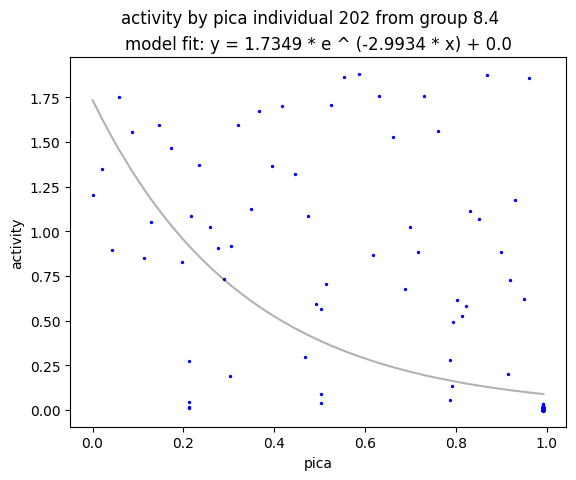 activity by pica individual 202 from group 8.4
model fit: y = 1.7349 * e ^ (-2.9934 * x) + 0.0
1.75
1.50
1.25
1.00
0.75
0.50
0.25
0.00
activity
0.0 0.2 0.4 0.6 0.8 1.0
pica